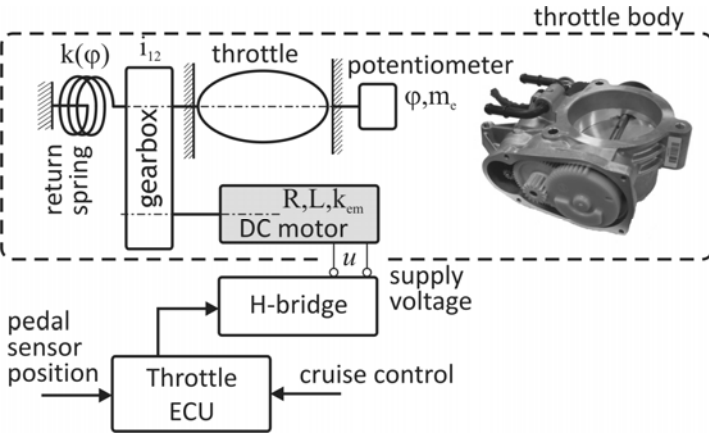 throttle body
k(φ)
i₁₂
throttle
potentiometer
φ,mₑ
return
spring
gearbox
R,L,kₑₘ
DC motor
u
supply
voltage
H-bridge
pedal
sensor
position
Throttle
ECU
cruise control